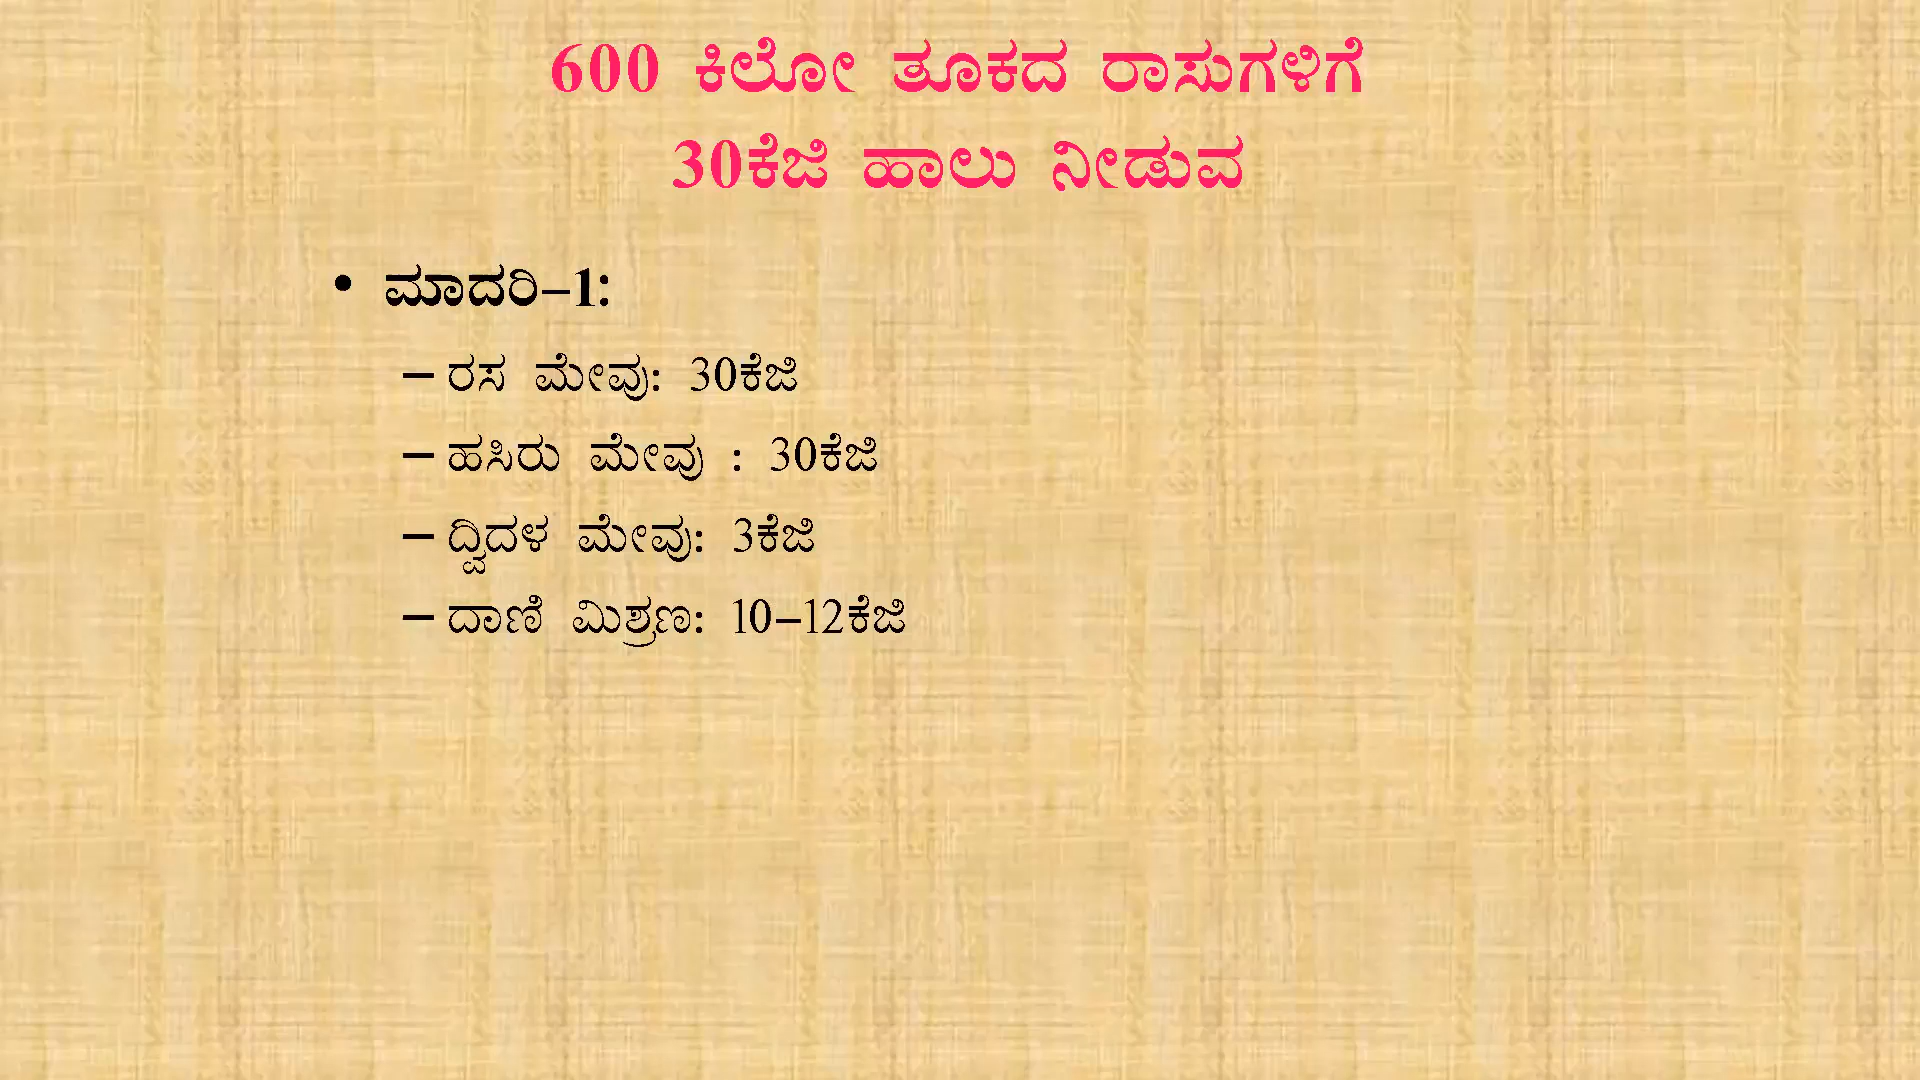 600 ಕಿಲೋ ತೂಕದ ರಾಸುಗಳಿಗೆ
30ಕೆಜಿ ಹಾಲು ನೀಡುವ
• ಮಾದರಿ–1:
– ರಸ ಮೇವು: 30ಕೆಜಿ
– ಹಸಿರು ಮೇವು : 30ಕೆಜಿ
– ದ್ವಿದಳ ಮೇವು: 3ಕೆಜಿ
– ದಾಣಿ ಮಿಶ್ರಣ: 10–12ಕೆಜಿ